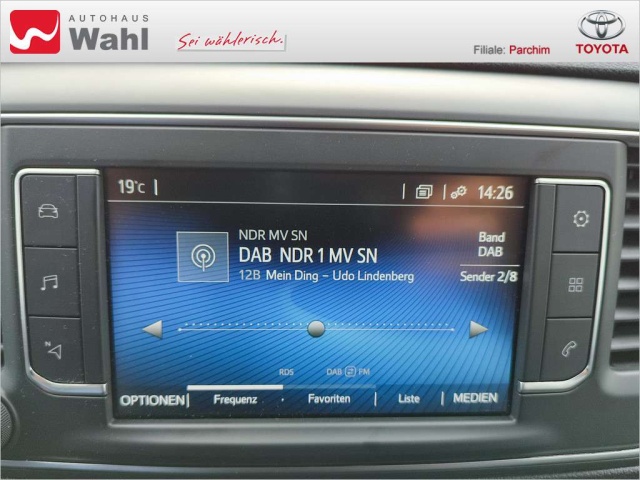 AUTOHAUS
Wahl
Sei wählerisch.
Filiale: Parchim
TOYOTA
19°C
14:26
NDR MV SN
DAB NDR 1 MV SN
12B Mein Ding – Udo Lindenberg
Band
DAB
Sender 2/8
N
RDS DAB FM
OPTIONEN Frequenz Favoriten Liste MEDIEN